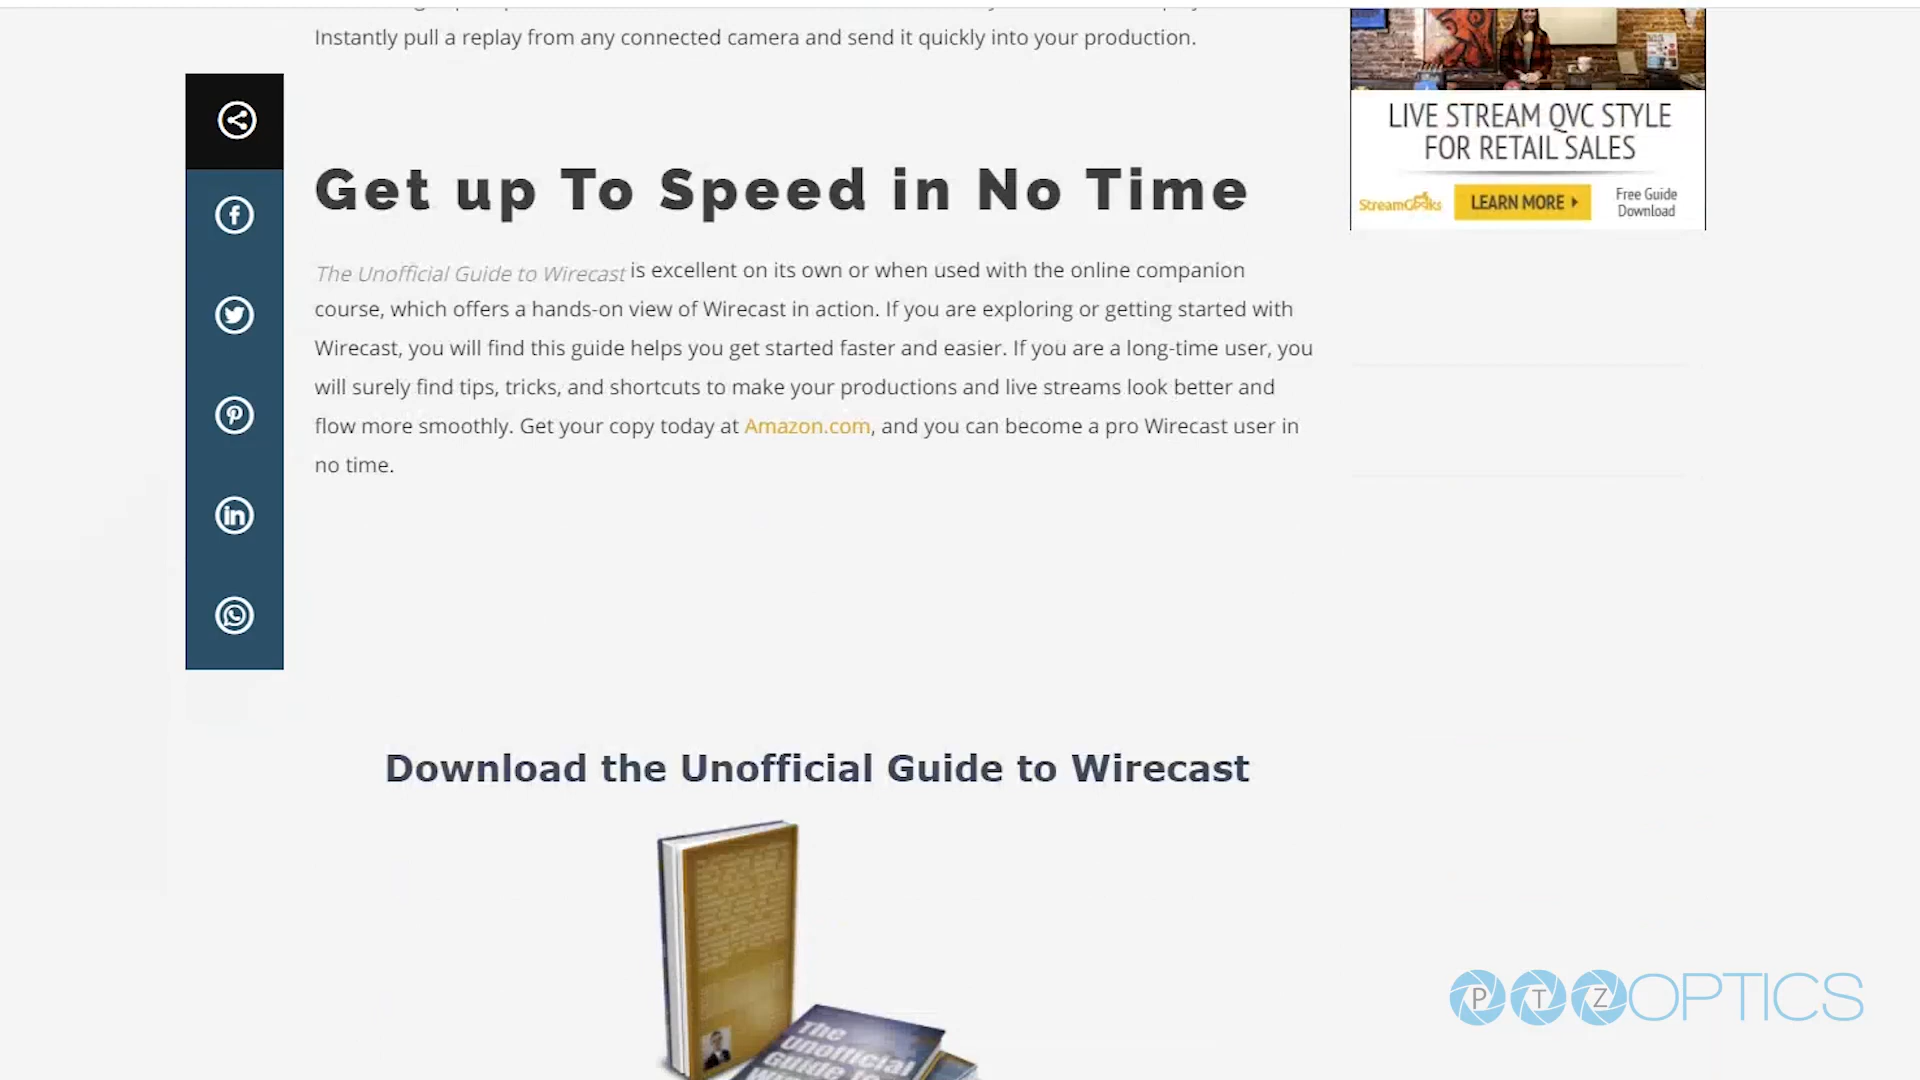 Instantly pull a replay from any connected camera and send it quickly into your production.
Get up To Speed in No Time
The Unofficial Guide to Wirecast is excellent on its own or when used with the online companion
course, which offers a hands-on view of Wirecast in action. If you are exploring or getting started with
Wirecast, you will find this guide helps you get started faster and easier. If you are a long-time user, you
will surely find tips, tricks, and shortcuts to make your productions and live streams look better and
flow more smoothly. Get your copy today at Amazon.com, and you can become a pro Wirecast user in
no time.
LIVE STREAM QVC STYLE
FOR RETAIL SALES
StreamGeeks
LEARN MORE
Free Guide
Download
Download the Unofficial Guide to Wirecast
The
Unofficial
Guide to
PTZOPTICS